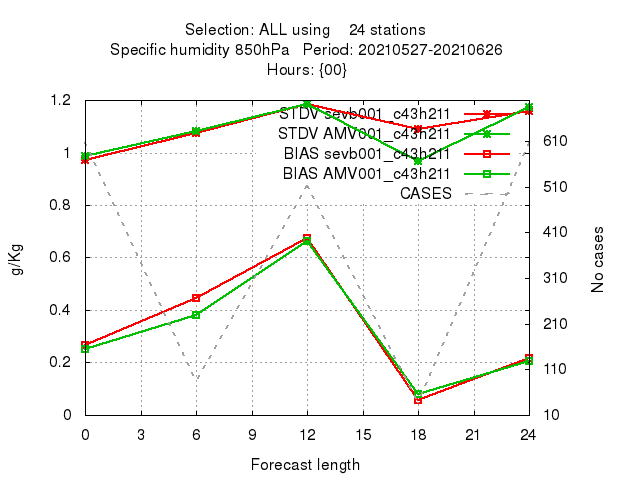 Selection: ALL using 24 stations
Specific humidity 850hPa Period: 20210527-20210626
Hours: {00}
STDV sevb001_c43h211
STDV AMV001_c43h211
BIAS sevb001_c43h211
BIAS AMV001_c43h211
CASES
1.2
1
0.8
0.6
0.4
0.2
0
g/Kg
610
510
410
310
210
110
10
No cases
0 3 6 9 12 15 18 21 24
Forecast length